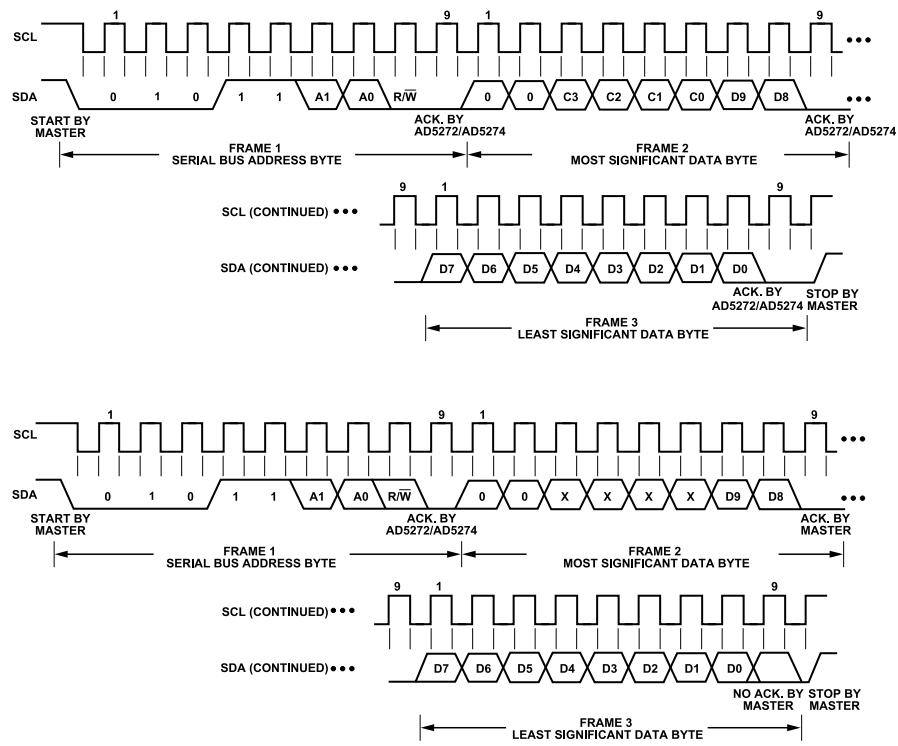 1 9 1 9
SCL
SDA 0 1 0 1 1 A1 A0 R/W̅ 0 0 C3 C2 C1 C0 D9 D8
START BY
MASTER
ACK. BY
AD5272/AD5274
ACK. BY
AD5272/AD5274
FRAME 1
SERIAL BUS ADDRESS BYTE
FRAME 2
MOST SIGNIFICANT DATA BYTE
9 1 9
SCL (CONTINUED)
SDA (CONTINUED) D7 D6 D5 D4 D3 D2 D1 D0
ACK. BY
AD5272/AD5274
STOP BY
MASTER
FRAME 3
LEAST SIGNIFICANT DATA BYTE
1 9 1 9
SCL
SDA 0 1 0 1 1 A1 A0 R/W̅ 0 0 X X X X D9 D8
START BY
MASTER
ACK. BY
AD5272/AD5274
ACK. BY
MASTER
FRAME 1
SERIAL BUS ADDRESS BYTE
FRAME 2
MOST SIGNIFICANT DATA BYTE
9 1 9
SCL (CONTINUED)
SDA (CONTINUED) D7 D6 D5 D4 D3 D2 D1 D0
NO ACK. BY
MASTER
STOP BY
MASTER
FRAME 3
LEAST SIGNIFICANT DATA BYTE